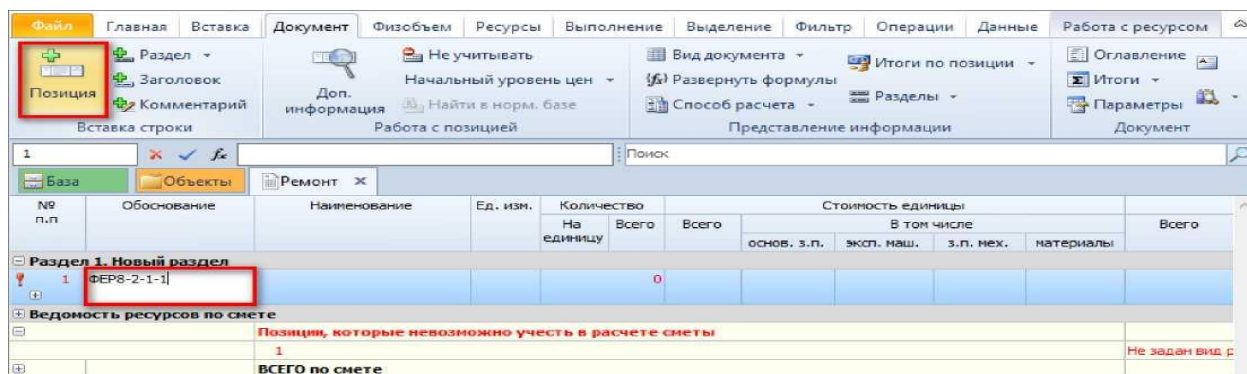 Файл Главная Вставка Документ Физобъем Ресурсы Выполнение Выделение Фильтр Операции Данные Работа с ресурсом
Позиция
Раздел
Заголовок
Комментарий
Вставка строки
Доп. информация
Не учитывать
Начальный уровень цен
Найти в норм. базе
Работа с позицией
Вид документа
Развернуть формулы
Способ расчета
Итоги по позиции
Разделы
Представление информации
Оглавление
Итоги
Параметры
Документ
1 fx Поиск
База Объекты Ремонт
№ п.п Обоснование Наименование Ед. изм. Количество Стоимость единицы
На единицу Всего Всего В том числе Всего
основ. з.п. эксп. маш. з.п. мех. материалы
Раздел 1. Новый раздел
1 ФЕР8-2-1-1 0
Ведомость ресурсов по смете
Позиции, которые невозможно учесть в расчете сметы
1 Не задан вид р
ВСЕГО по смете